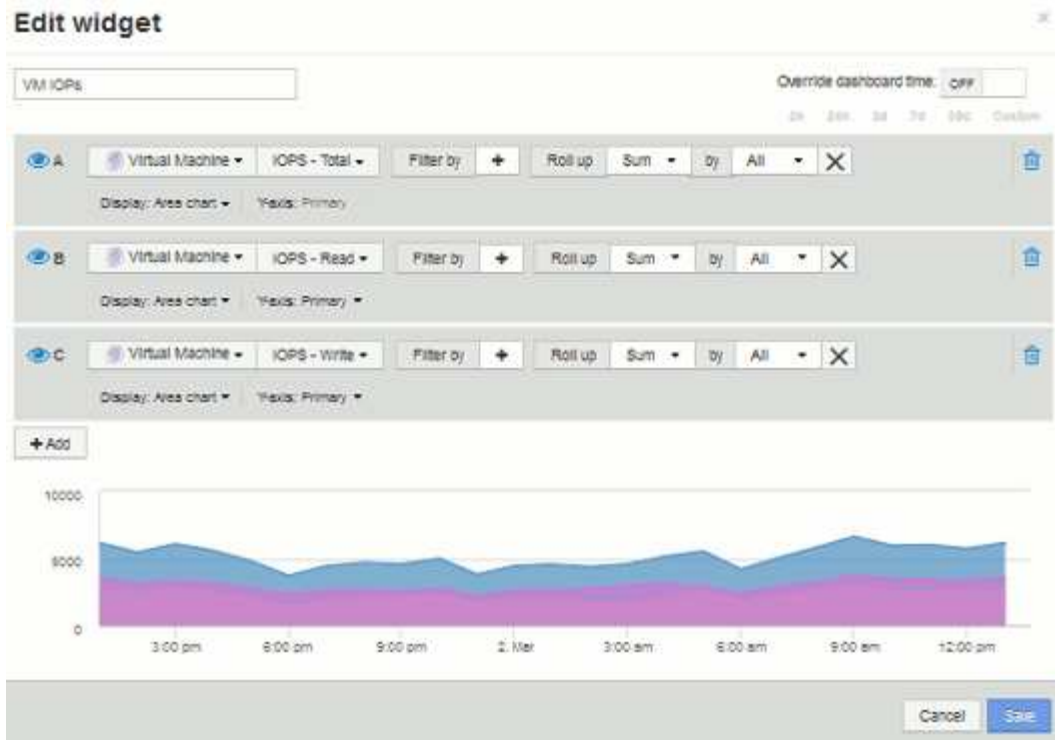 Edit widget
VM IOPs
Override dashboard time: OFF
3d 7d Custom
A Virtual Machine IOPS - Total Filter by + Roll up Sum by All
Display: Area chart Y-axis: Primary
B Virtual Machine IOPS - Read Filter by + Roll up Sum by All
Display: Area chart Y-axis: Primary
C Virtual Machine IOPS - Write Filter by + Roll up Sum by All
Display: Area chart Y-axis: Primary
+ Add
10000
5000
0
3:00 pm 6:00 pm 9:00 pm 2. Mar 3:00 am 6:00 am 9:00 am 12:00 pm
Cancel Save